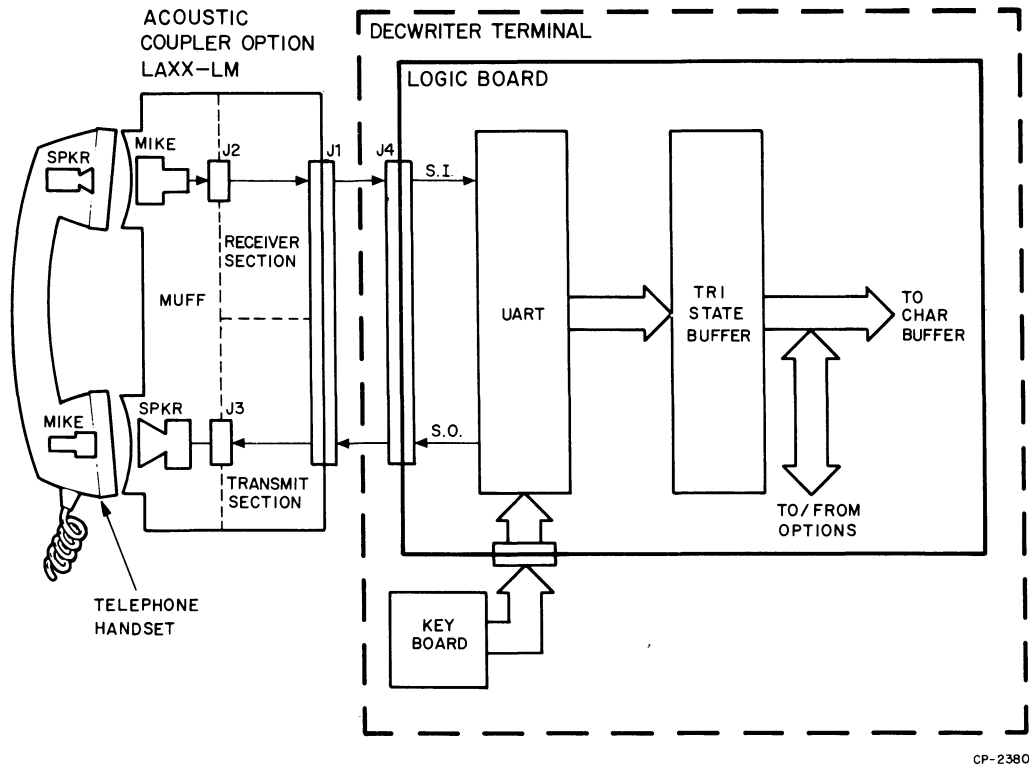 ACOUSTIC
COUPLER OPTION
LAXX-LM
DECWRITER TERMINAL
LOGIC BOARD
SPKR
MIKE
J2
J1
J4
S.I.
RECEIVER
SECTION
MUFF
UART
TRI
STATE
BUFFER
TO
CHAR
BUFFER
MIKE
SPKR
J3
S.O.
TRANSMIT
SECTION
TO/FROM
OPTIONS
TELEPHONE
HANDSET
KEY
BOARD
CP-2380